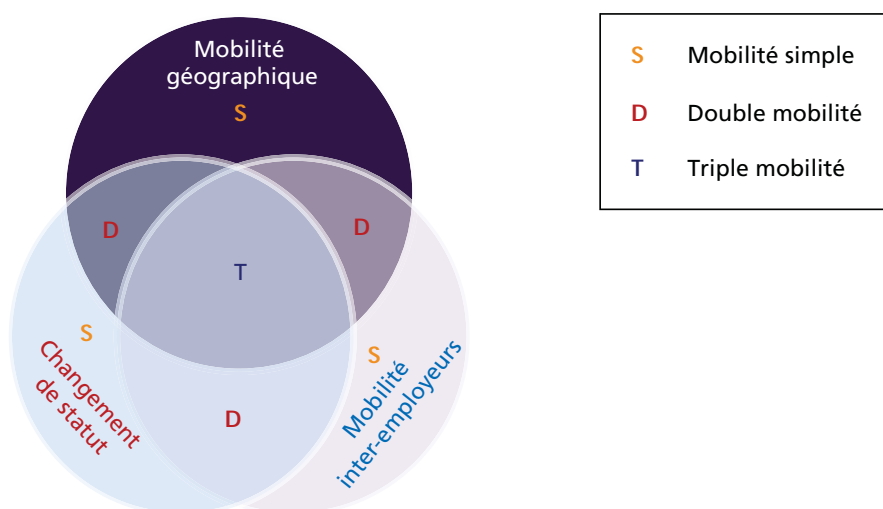 Mobilité
géographique
S
D
D
T
S
Changement
de statut
S
Mobilité
inter-employeurs
D
S Mobilité simple
D Double mobilité
T Triple mobilité